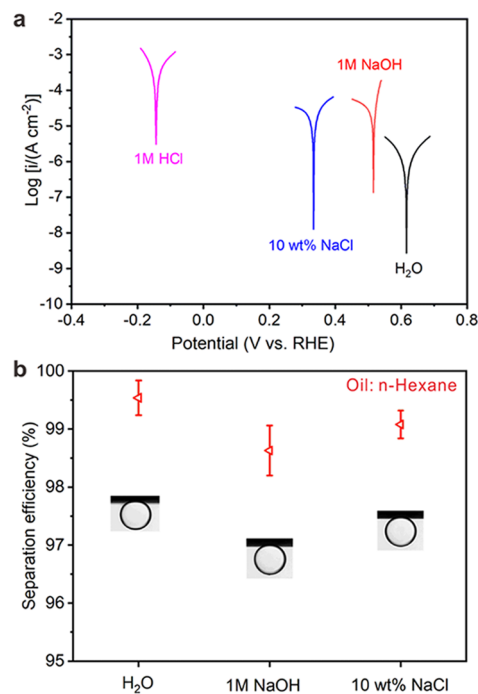 a
-2
-3
-4
-5
-6
-7
-8
-9
-10
Log [i/(A cm⁻²)]
1M HCl
10 wt% NaCl
1M NaOH
H₂O
-0.4 -0.2 0.0 0.2 0.4 0.6 0.8
Potential (V vs. RHE)
b
100
99
98
97
96
95
Separation efficiency (%)
Oil: n-Hexane
H₂O 1M NaOH 10 wt% NaCl